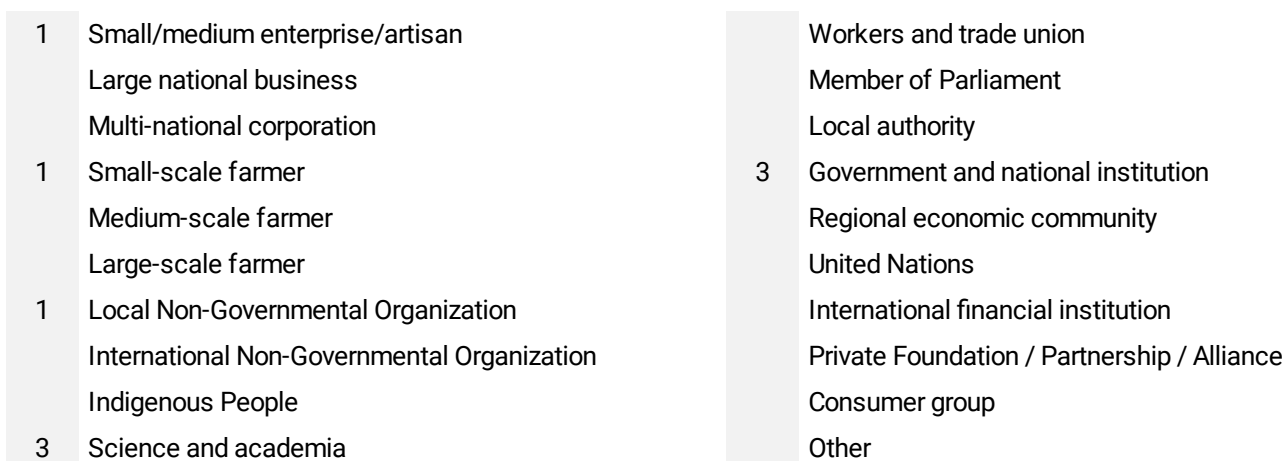 1 Small/medium enterprise/artisan
Large national business
Multi-national corporation
1 Small-scale farmer
Medium-scale farmer
Large-scale farmer
1 Local Non-Governmental Organization
International Non-Governmental Organization
Indigenous People
3 Science and academia
Workers and trade union
Member of Parliament
Local authority
3 Government and national institution
Regional economic community
United Nations
International financial institution
Private Foundation / Partnership / Alliance
Consumer group
Other